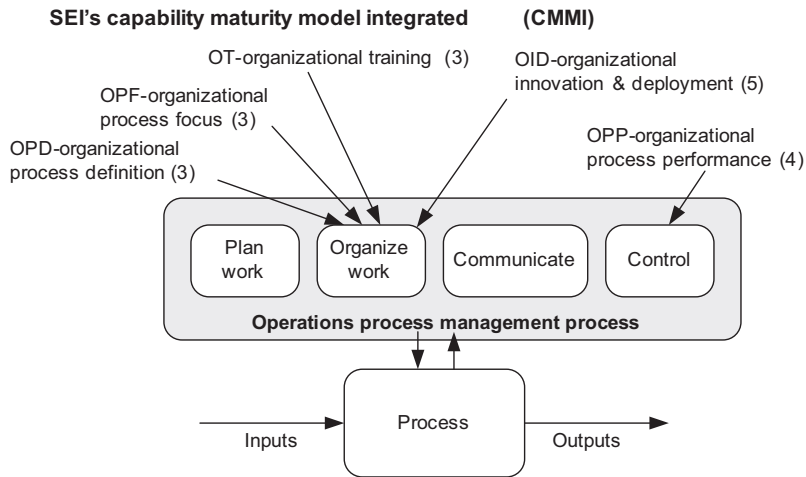 SEI's capability maturity model integrated (CMMI)
OT-organizational training (3)
OID-organizational
innovation & deployment (5)
OPF-organizational
process focus (3)
OPD-organizational
process definition (3)
OPP-organizational
process performance (4)
Plan
work
Organize
work
Communicate
Control
Operations process management process
Process
Inputs
Outputs